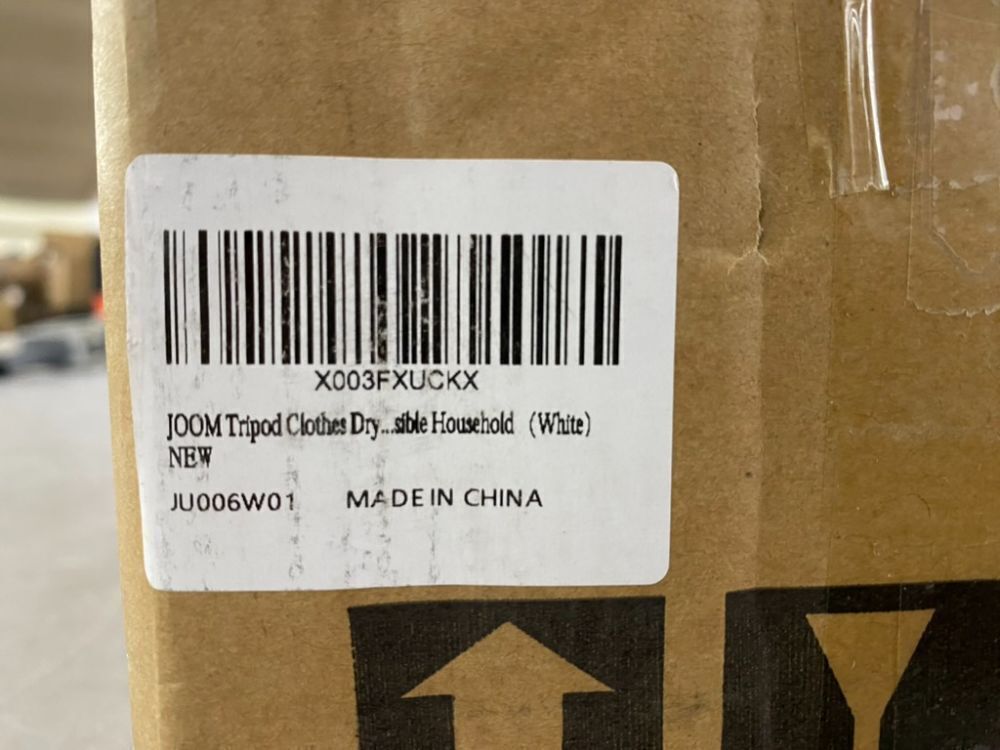 X003FXUCKX
JOOM Tripod Clothes Dry...sible Household （White）
NEW
JU006W01 MADE IN CHINA